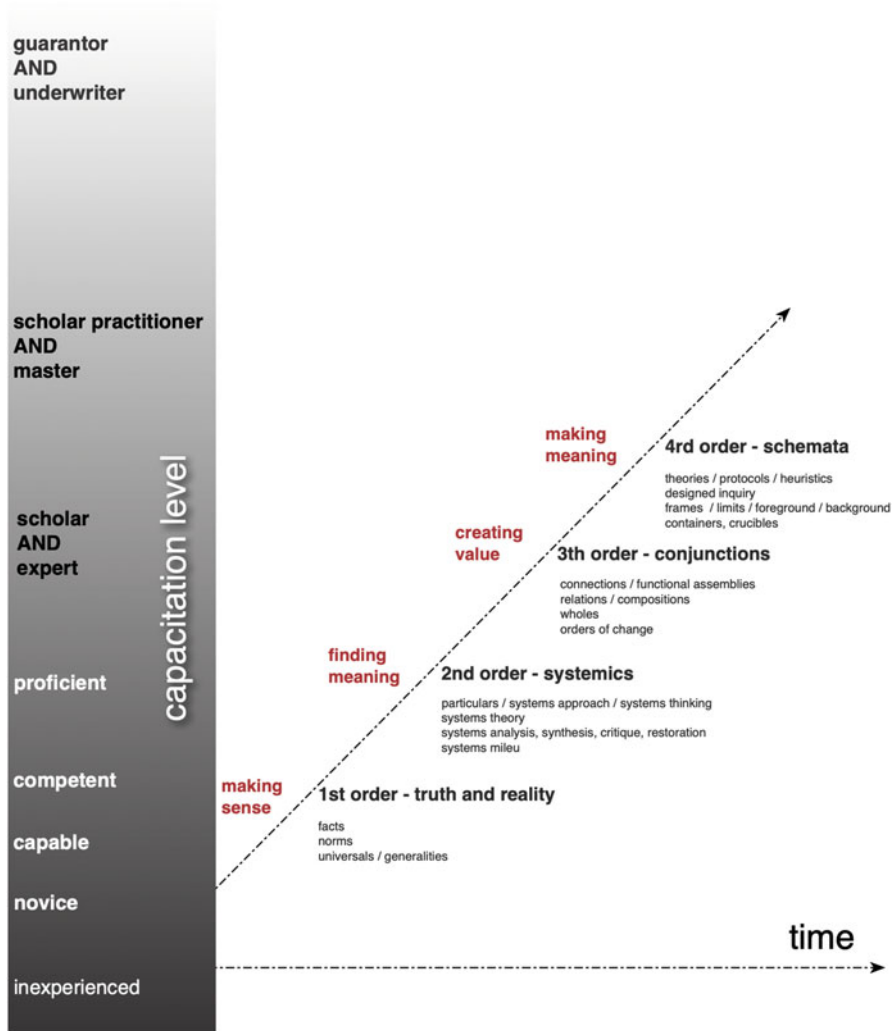 guarantor
AND
underwriter
scholar practitioner
AND
master
scholar
AND
expert
proficient
competent
capable
novice
inexperienced
capacitation level
making
meaning
4rd order - schemata
theories / protocols / heuristics
designed inquiry
frames / limits / foreground / background
containers, crucibles
creating
value
3th order - conjunctions
connections / functional assemblies
relations / compositions
wholes
orders of change
finding
meaning
2nd order - systemics
particulars / systems approach / systems thinking
systems theory
systems analysis, synthesis, critique, restoration
systems mileu
making
sense
1st order - truth and reality
facts
norms
universals / generalities
time